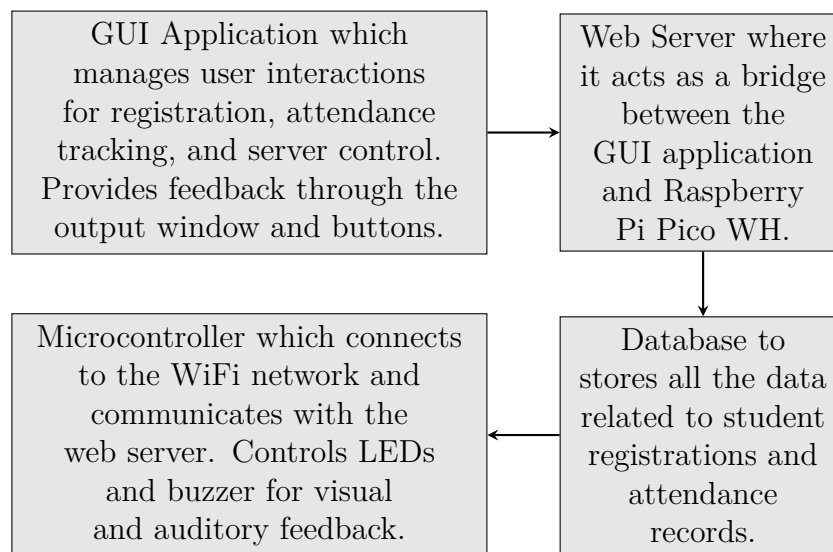 GUI Application which
manages user interactions
for registration, attendance
tracking, and server control.
Provides feedback through the
output window and buttons.
Web Server where
it acts as a bridge
between the
GUI application
and Raspberry
Pi Pico WH.
Microcontroller which connects
to the WiFi network and
communicates with the
web server. Controls LEDs
and buzzer for visual
and auditory feedback.
Database to
stores all the data
related to student
registrations and
attendance
records.